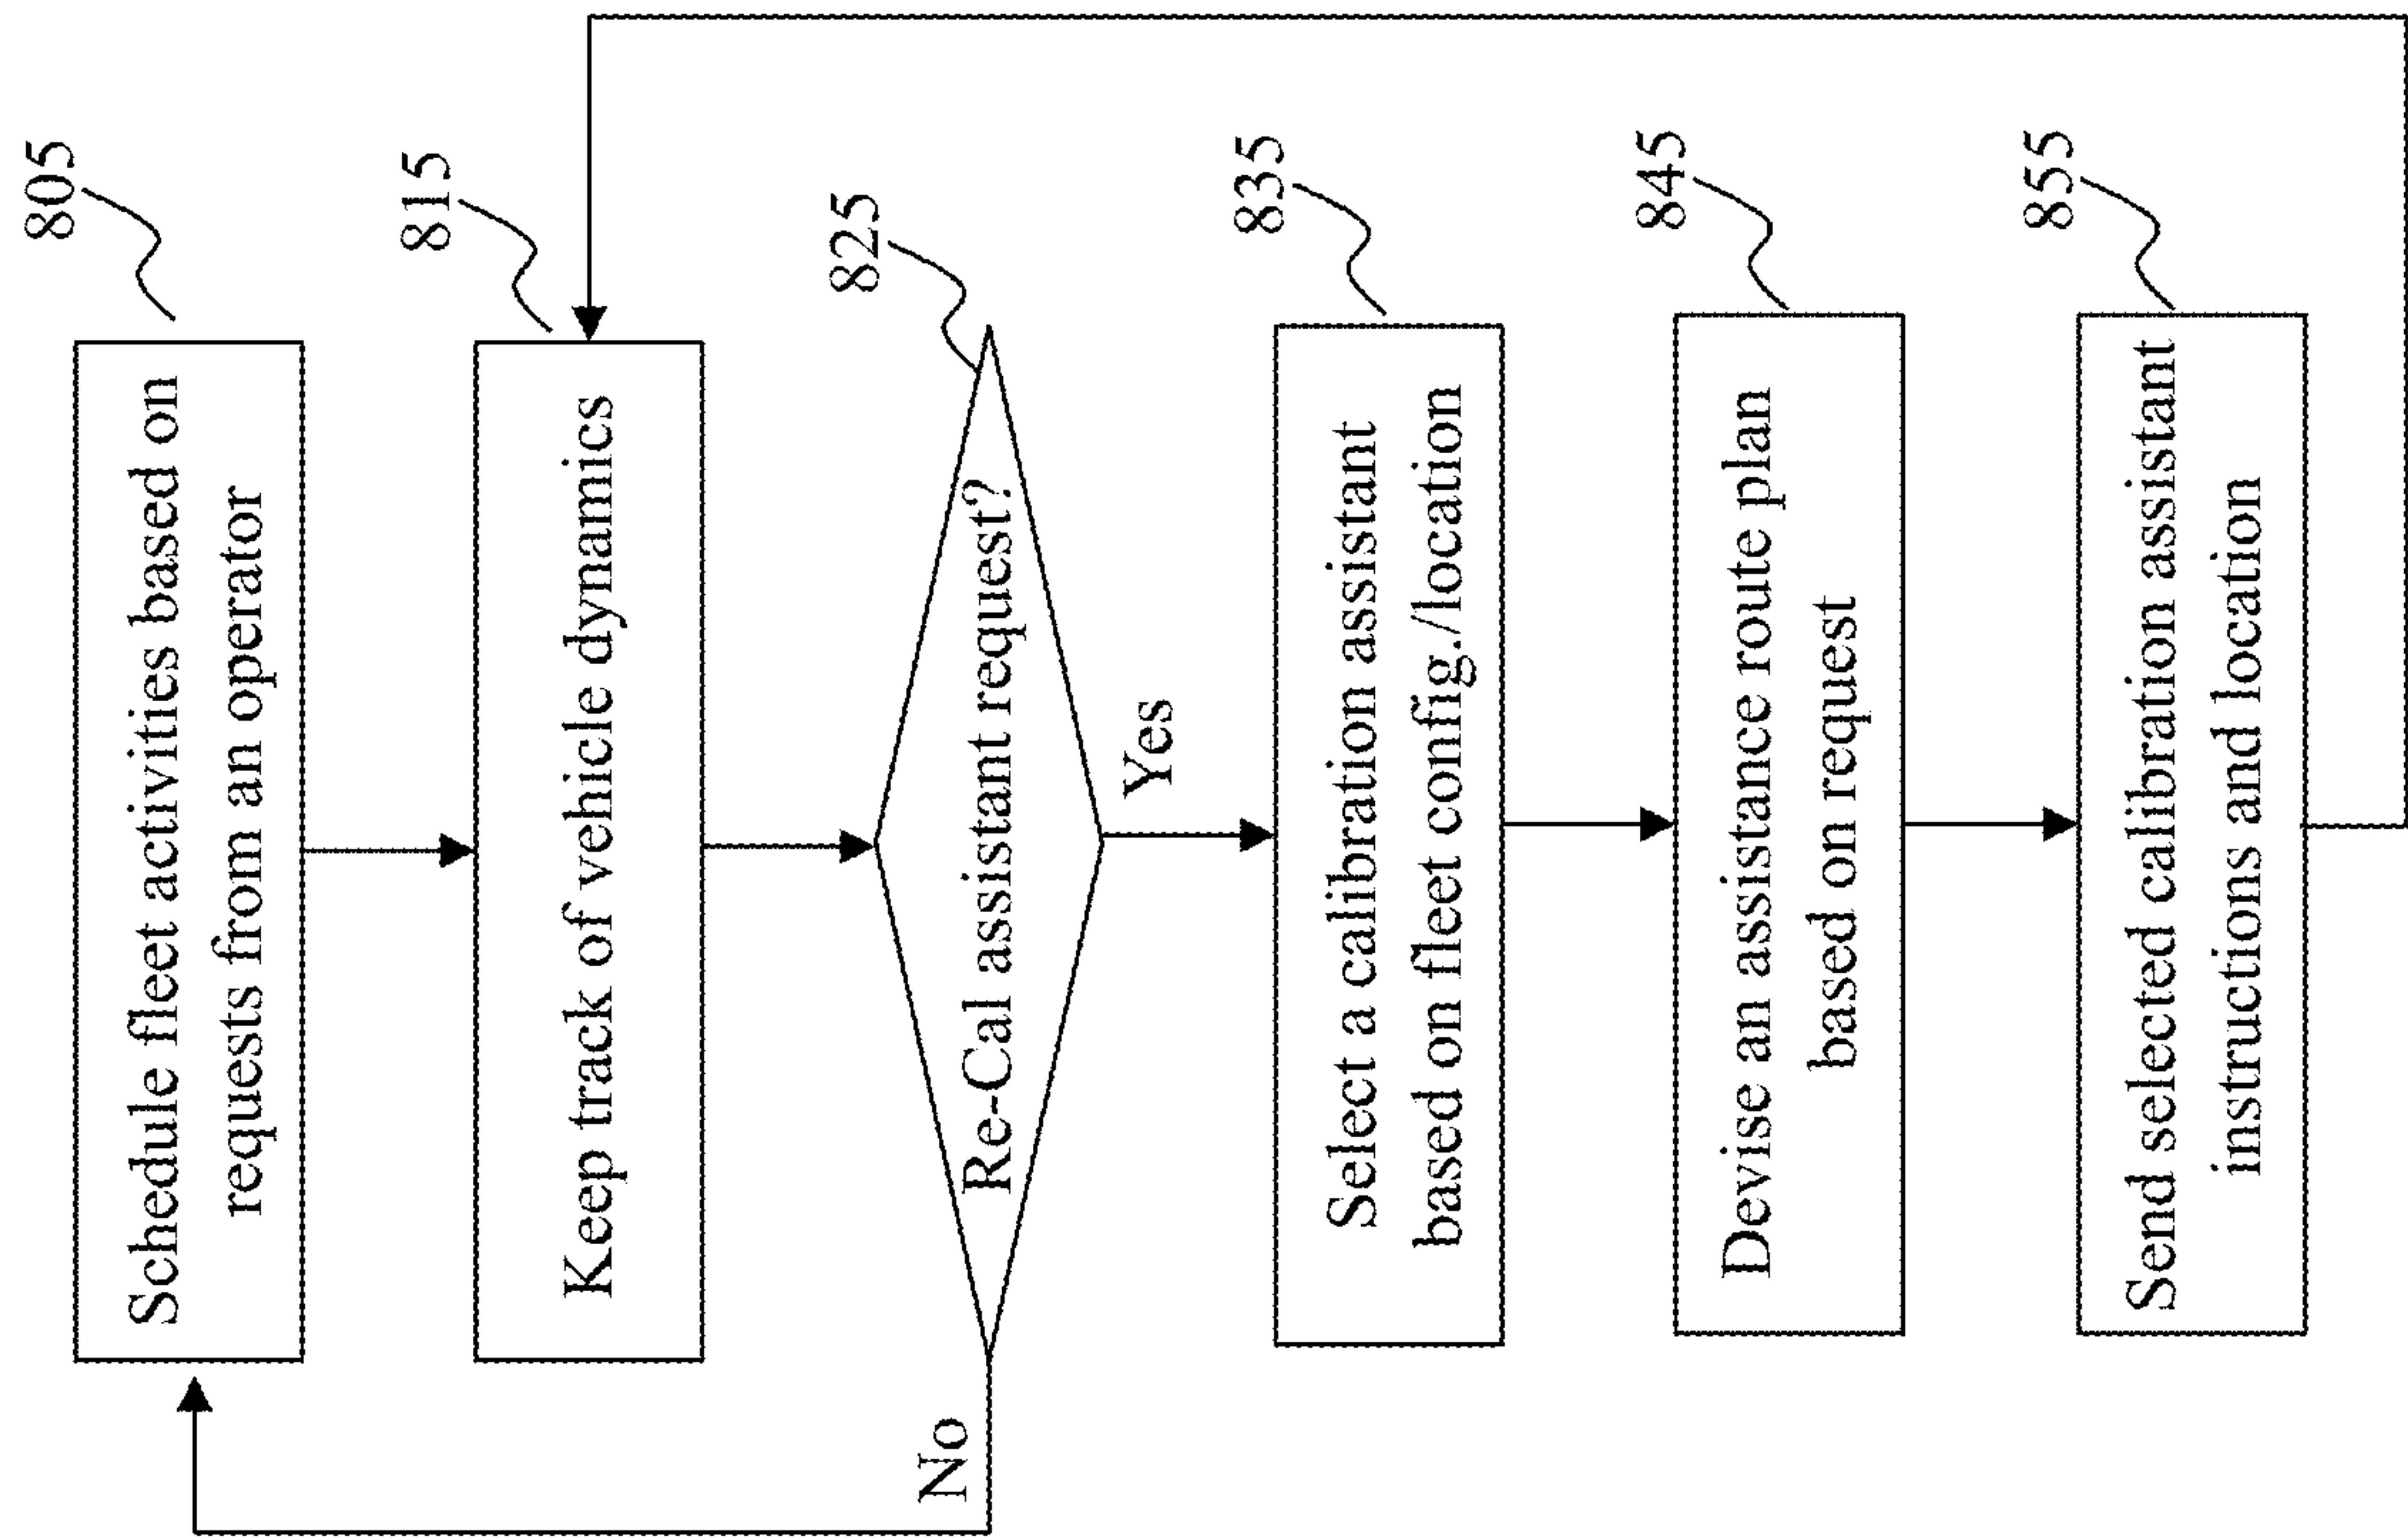 805
Schedule fleet activities based on
requests from an operator
815
Keep track of vehicle dynamics
825
Re-Cal assistant request?
No
Yes
835
Select a calibration assistant
based on fleet config./location
845
Devise an assistance route plan
based on request
855
Send selected calibration assistant
instructions and location